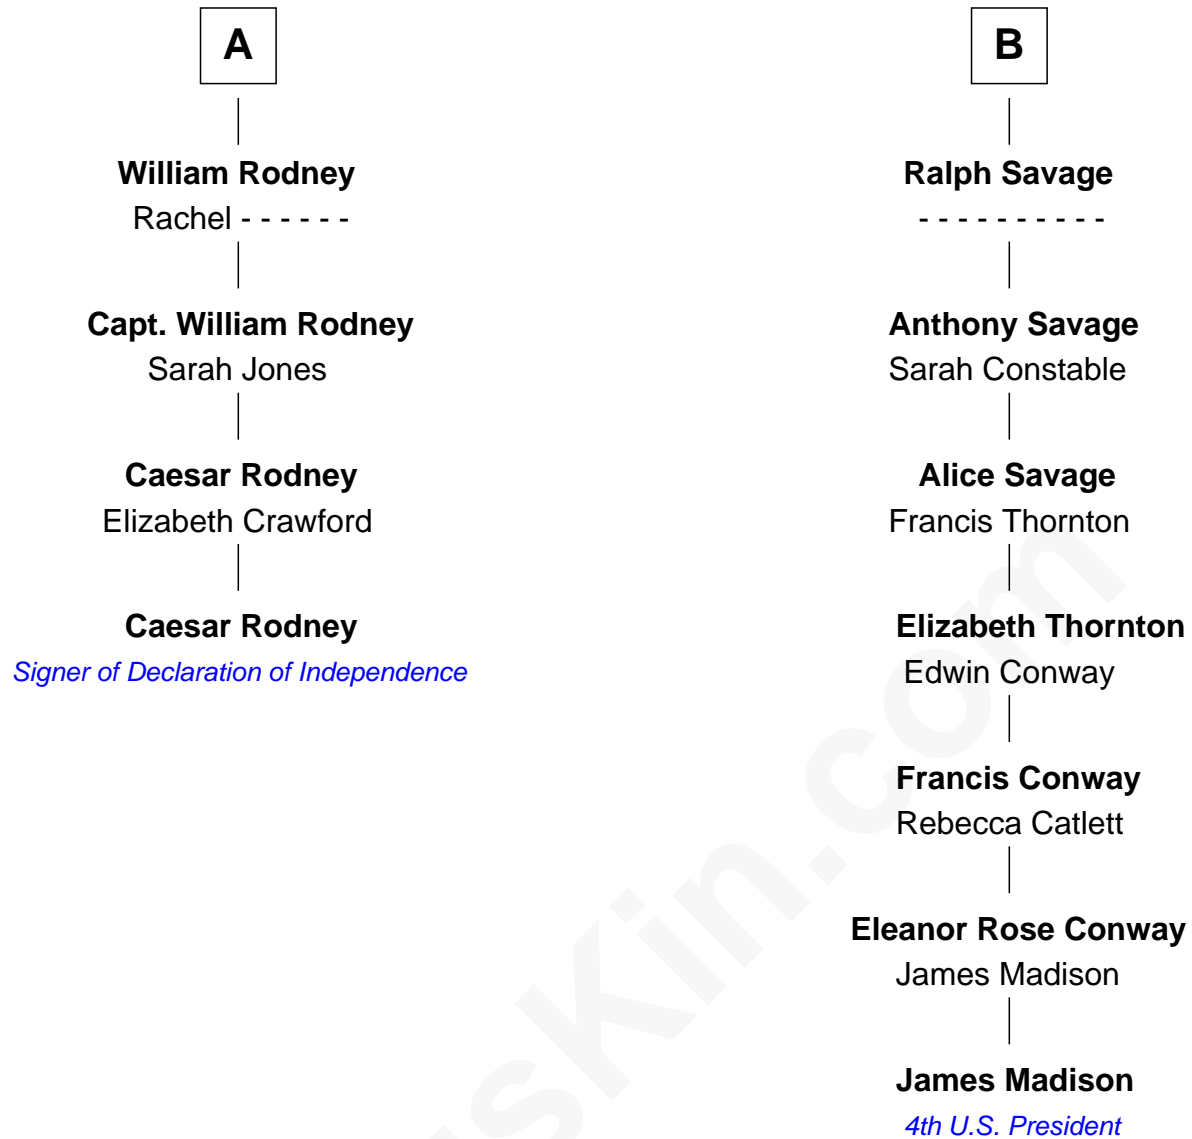 A
William Rodney
Rachel - - - - - -
Capt. William Rodney
Sarah Jones
Caesar Rodney
Elizabeth Crawford
Caesar Rodney
Signer of Declaration of Independence
B
Ralph Savage
- - - - - - - - - -
Anthony Savage
Sarah Constable
Alice Savage
Francis Thornton
Elizabeth Thornton
Edwin Conway
Francis Conway
Rebecca Catlett
Eleanor Rose Conway
James Madison
James Madison
4th U.S. President
sKin.com